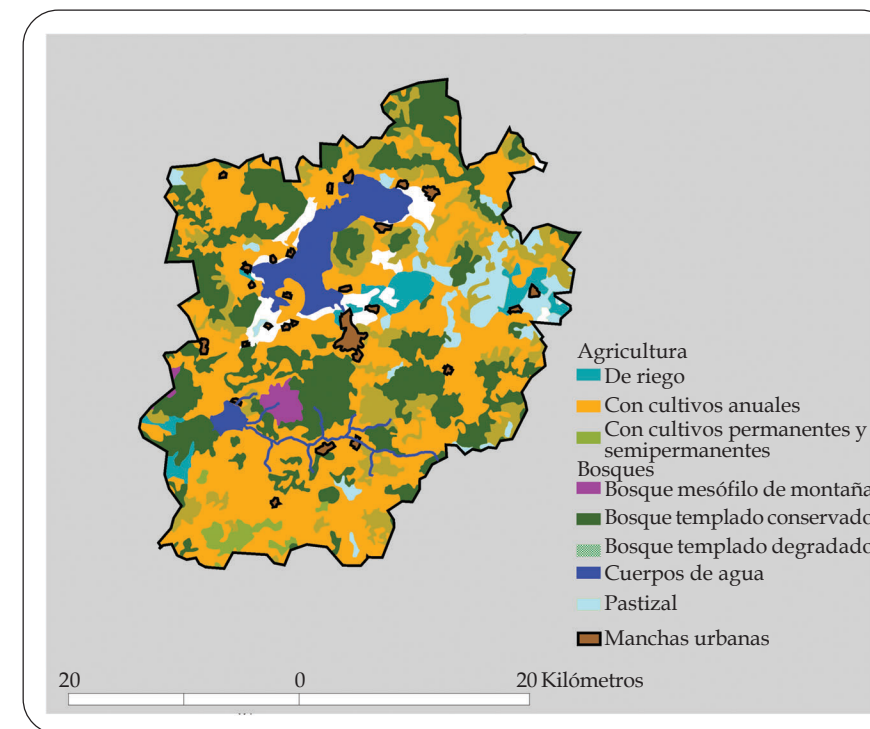 Agricultura
De riego
Con cultivos anuales
Con cultivos permanentes y
semipermanentes
Bosques
Bosque mesófilo de montaña
Bosque templado conservado
Bosque templado degradado
Cuerpos de agua
Pastizal
Manchas urbanas
20 0 20 Kilómetros